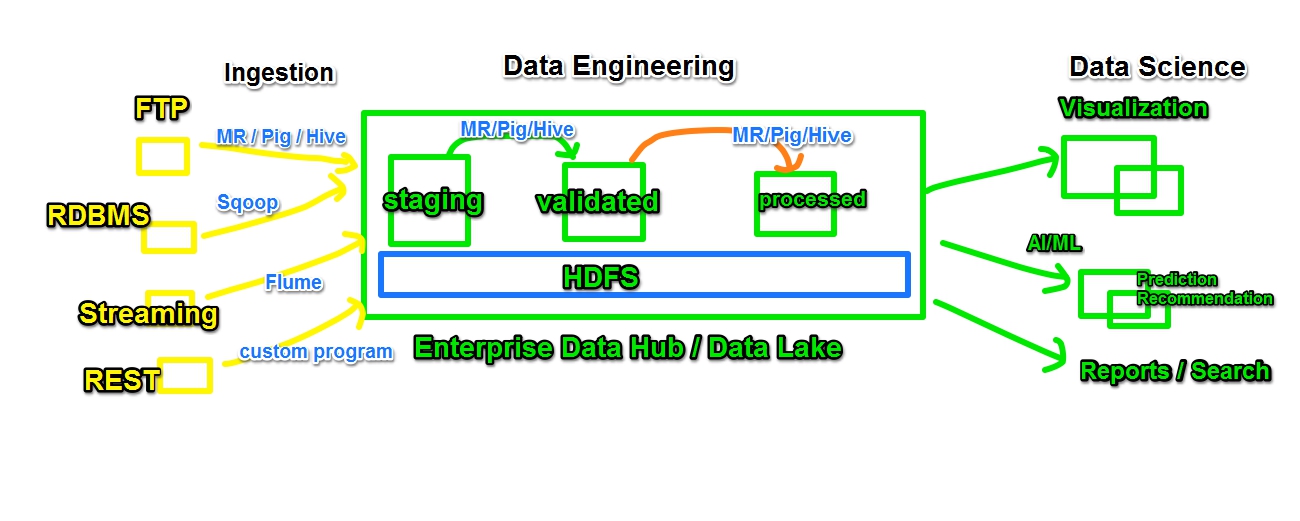 Ingestion
Data Engineering
Data Science
FTP
MR / Pig / Hive
RDBMS
Sqoop
Streaming
Flume
REST
custom program
MR/Pig/Hive
MR/Pig/Hive
staging
validated
processed
HDFS
Enterprise Data Hub / Data Lake
Visualization
AI/ML
Prediction
Recommendation
Reports / Search